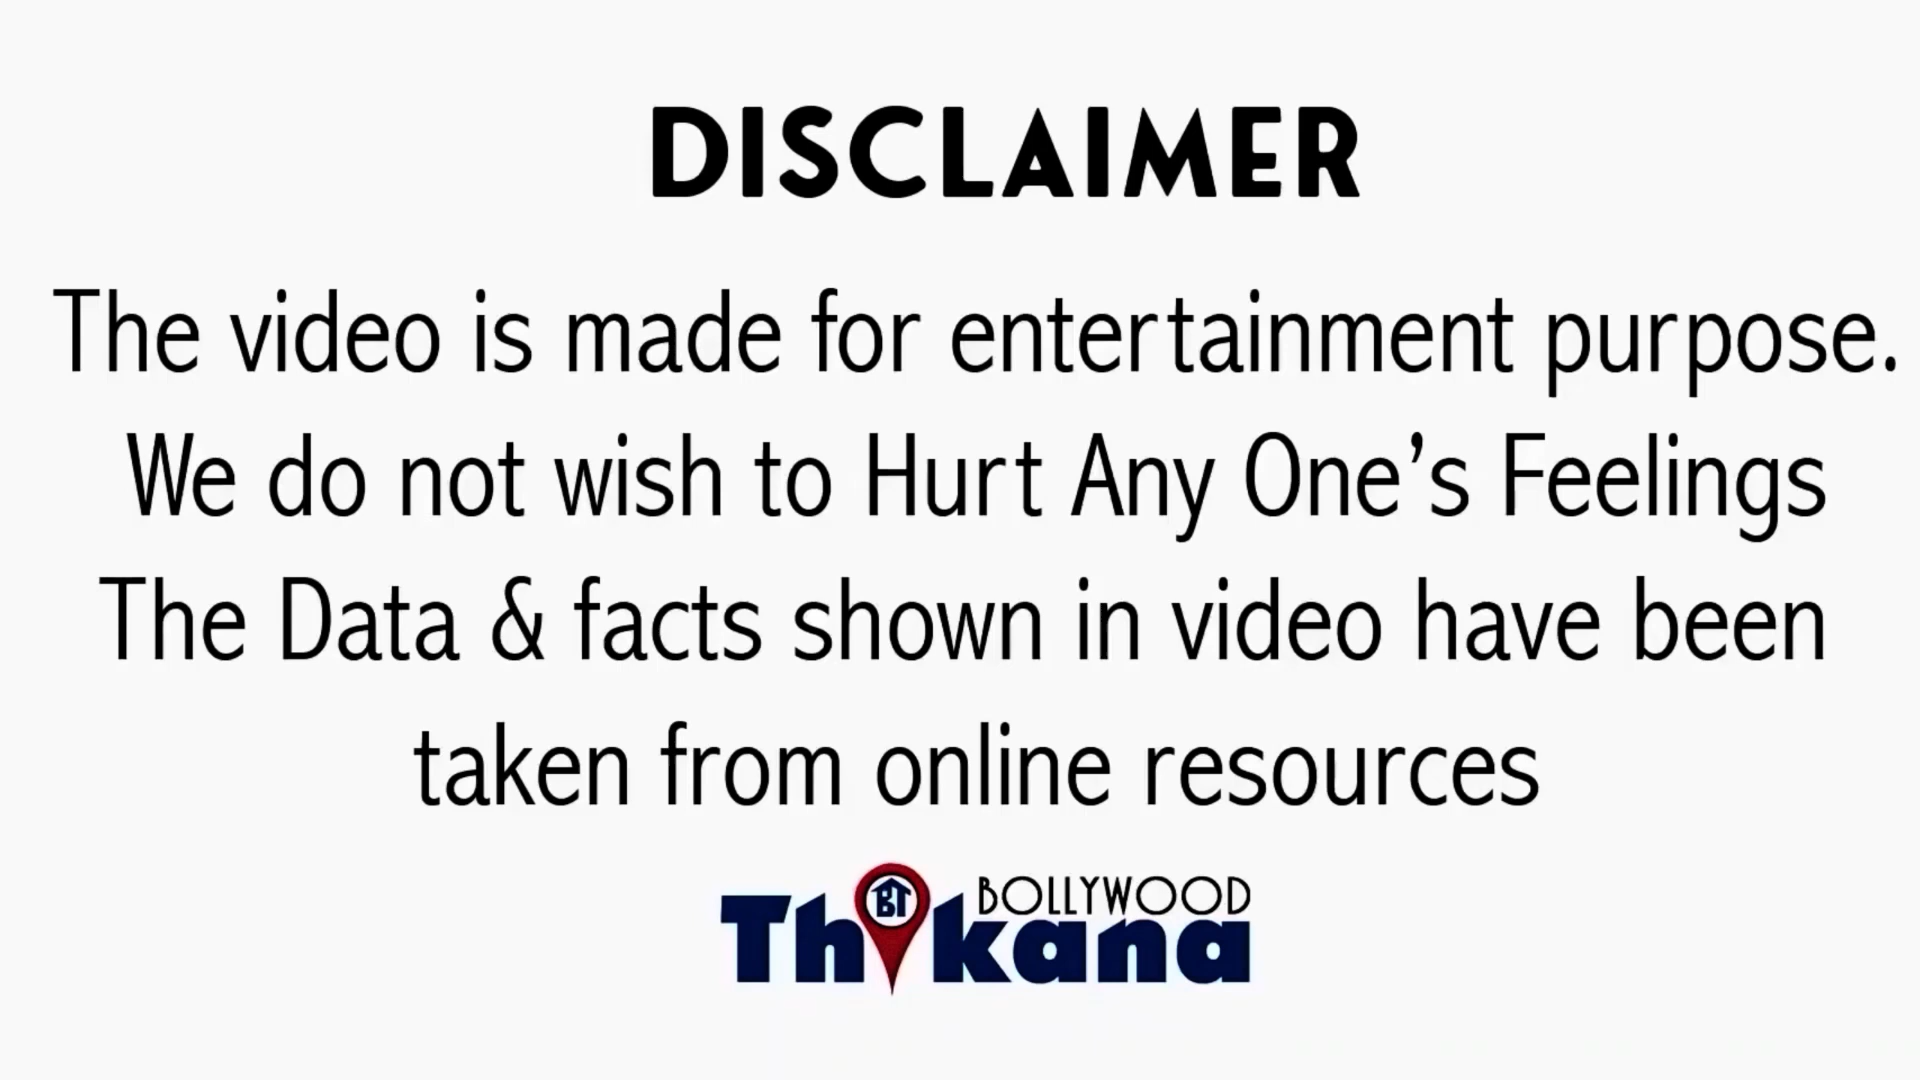 DISCLAIMER
The video is made for entertainment purpose.
We do not wish to Hurt Any One’s Feelings
The Data & facts shown in video have been
taken from online resources
BOLLYWOOD
BT
Thikana